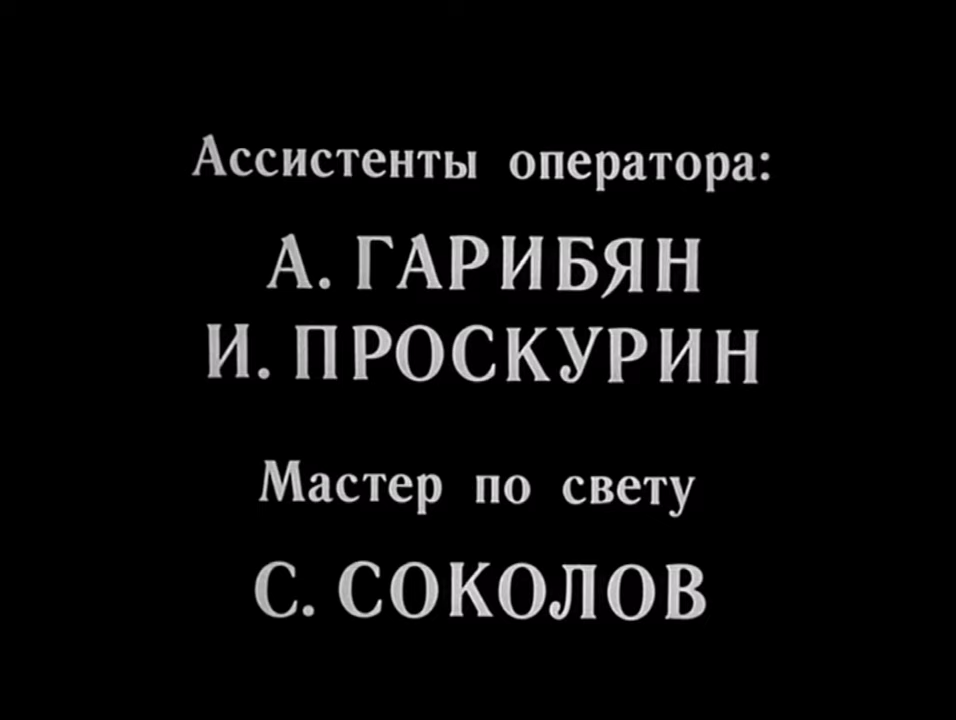 Ассистенты оператора:
А. ГАРИБЯН
И. ПРОСКУРИН
Мастер по свету
С. СОКОЛОВ